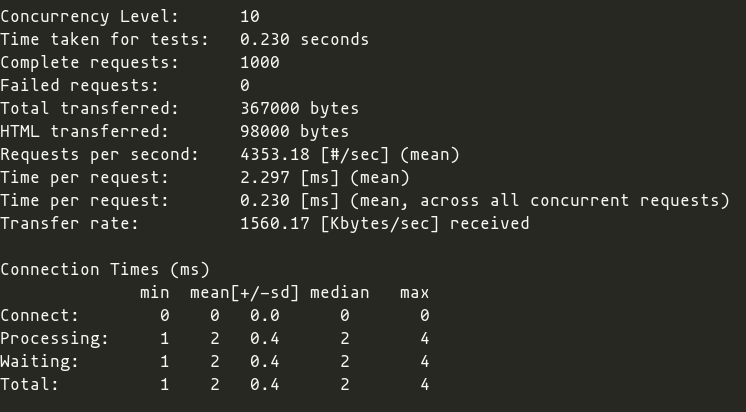 Concurrency Level:      10
Time taken for tests:   0.230 seconds
Complete requests:      1000
Failed requests:        0
Total transferred:      367000 bytes
HTML transferred:       98000 bytes
Requests per second:    4353.18 [#/sec] (mean)
Time per request:       2.297 [ms] (mean)
Time per request:       0.230 [ms] (mean, across all concurrent requests)
Transfer rate:          1560.17 [Kbytes/sec] received

Connection Times (ms)
              min  mean[+/-sd] median   max
Connect:        0    0   0.0      0       0
Processing:     1    2   0.4      2       4
Waiting:        1    2   0.4      2       4
Total:          1    2   0.4      2       4